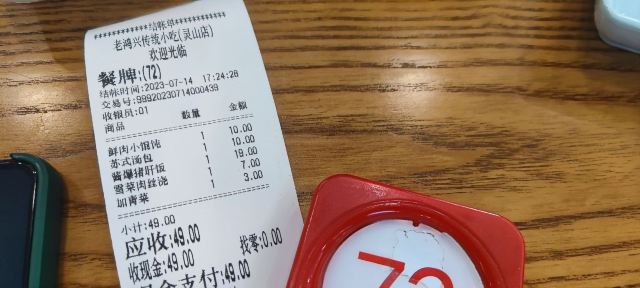 ************结帐单************
老鸿兴传统小吃(灵山店)
欢迎光临
餐牌:(72)
结帐时间:2023-07-14 17:24:28
交易号:99920230714000439
收银员:01
商品 数量 金额
鲜肉小馄饨 1 10.00
苏式汤包 1 10.00
酱爆猪肝饭 1 19.00
雪菜肉丝浇 1 7.00
加青菜 1 3.00
小计:49.00
应收:49.00
收现金:49.00 找零:0.00
支付:49.00
72